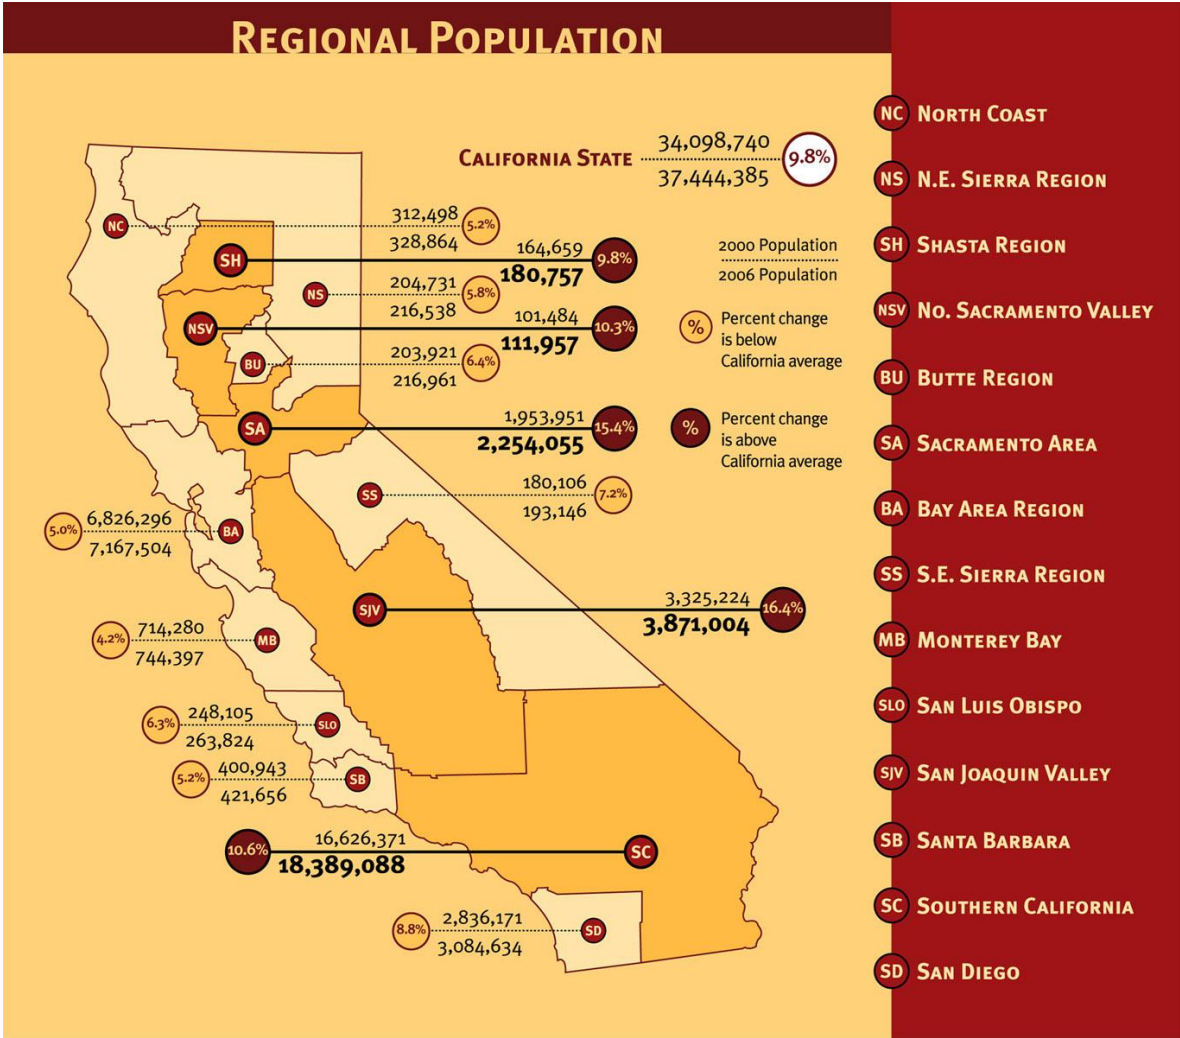 REGIONAL POPULATION
CALIFORNIA STATE
34,098,740
37,444,385
9.8%
2000 Population
2006 Population
%
Percent change
is below
California average
%
Percent change
is above
California average
NC
312,498
328,864
5.2%
SH
164,659
180,757
9.8%
NS
204,731
216,538
5.8%
NSV
101,484
111,957
10.3%
BU
203,921
216,961
6.4%
SA
1,953,951
2,254,055
15.4%
SS
180,106
193,146
7.2%
5.0%
6,826,296
7,167,504
BA
SJV
3,325,224
3,871,004
16.4%
4.2%
714,280
744,397
MB
6.3%
248,105
263,824
SLO
5.2%
400,943
421,656
SB
10.6%
16,626,371
18,389,088
SC
8.8%
2,836,171
3,084,634
SD
NC NORTH COAST
NS N.E. SIERRA REGION
SH SHASTA REGION
NSV NO. SACRAMENTO VALLEY
BU BUTTE REGION
SA SACRAMENTO AREA
BA BAY AREA REGION
SS S.E. SIERRA REGION
MB MONTEREY BAY
SLO SAN LUIS OBISPO
SJV SAN JOAQUIN VALLEY
SB SANTA BARBARA
SC SOUTHERN CALIFORNIA
SD SAN DIEGO